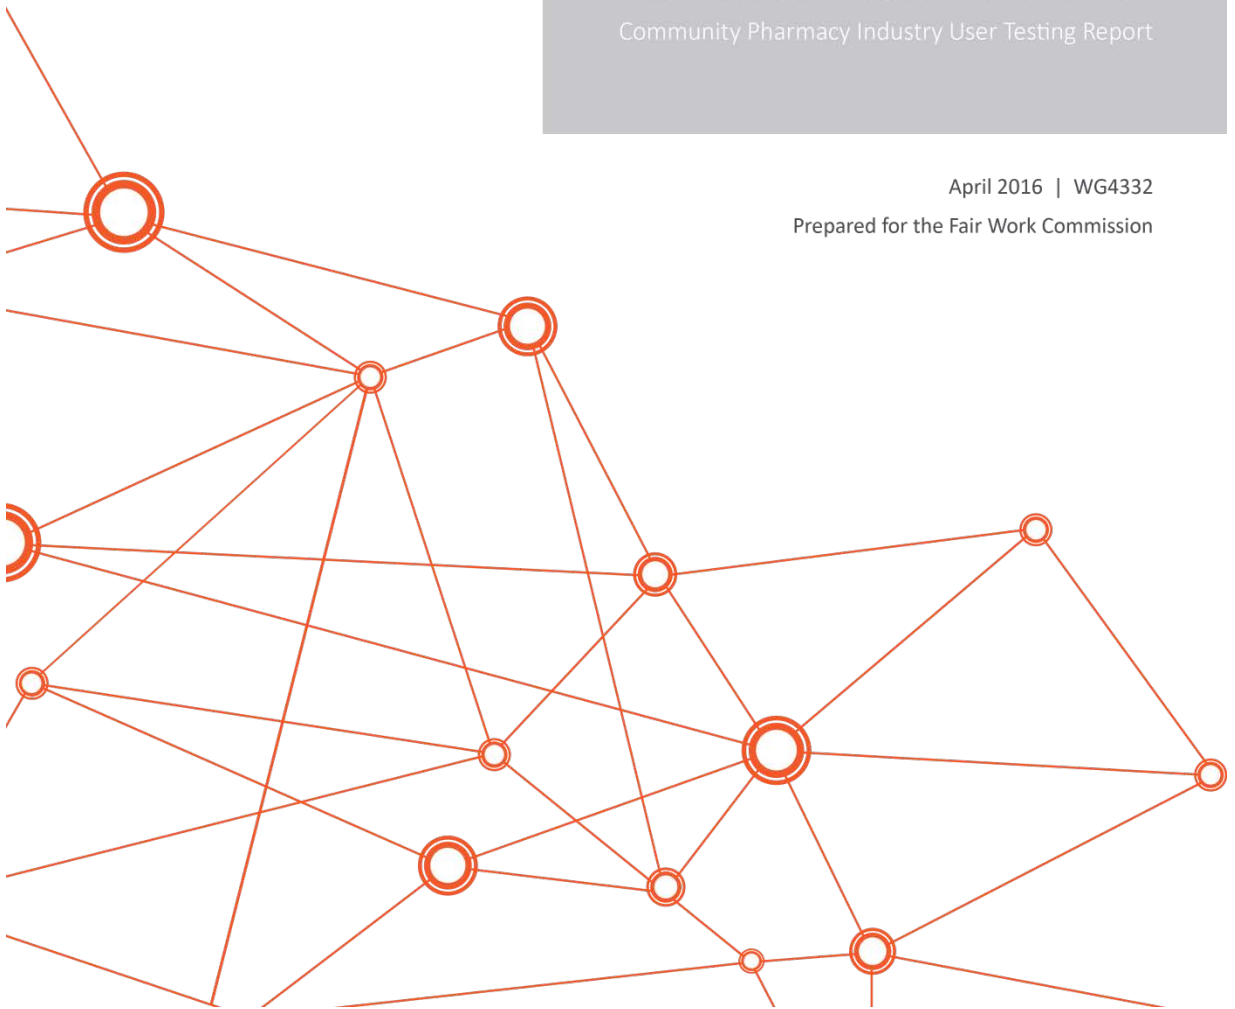 Community Pharmacy Industry User Testing Report
April 2016 | WG4332
Prepared for the Fair Work Commission